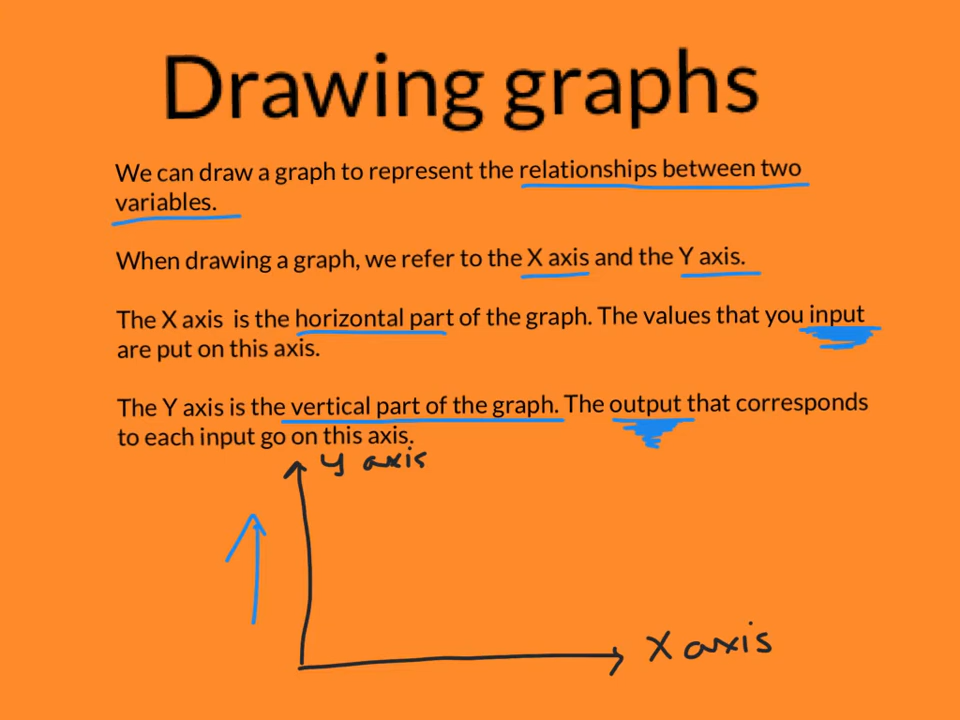 Drawing graphs
We can draw a graph to represent the relationships between two
variables.
When drawing a graph, we refer to the X axis and the Y axis.
The X axis is the horizontal part of the graph. The values that you input
are put on this axis.
The Y axis is the vertical part of the graph. The output that corresponds
to each input go on this axis.
Y axis
X axis